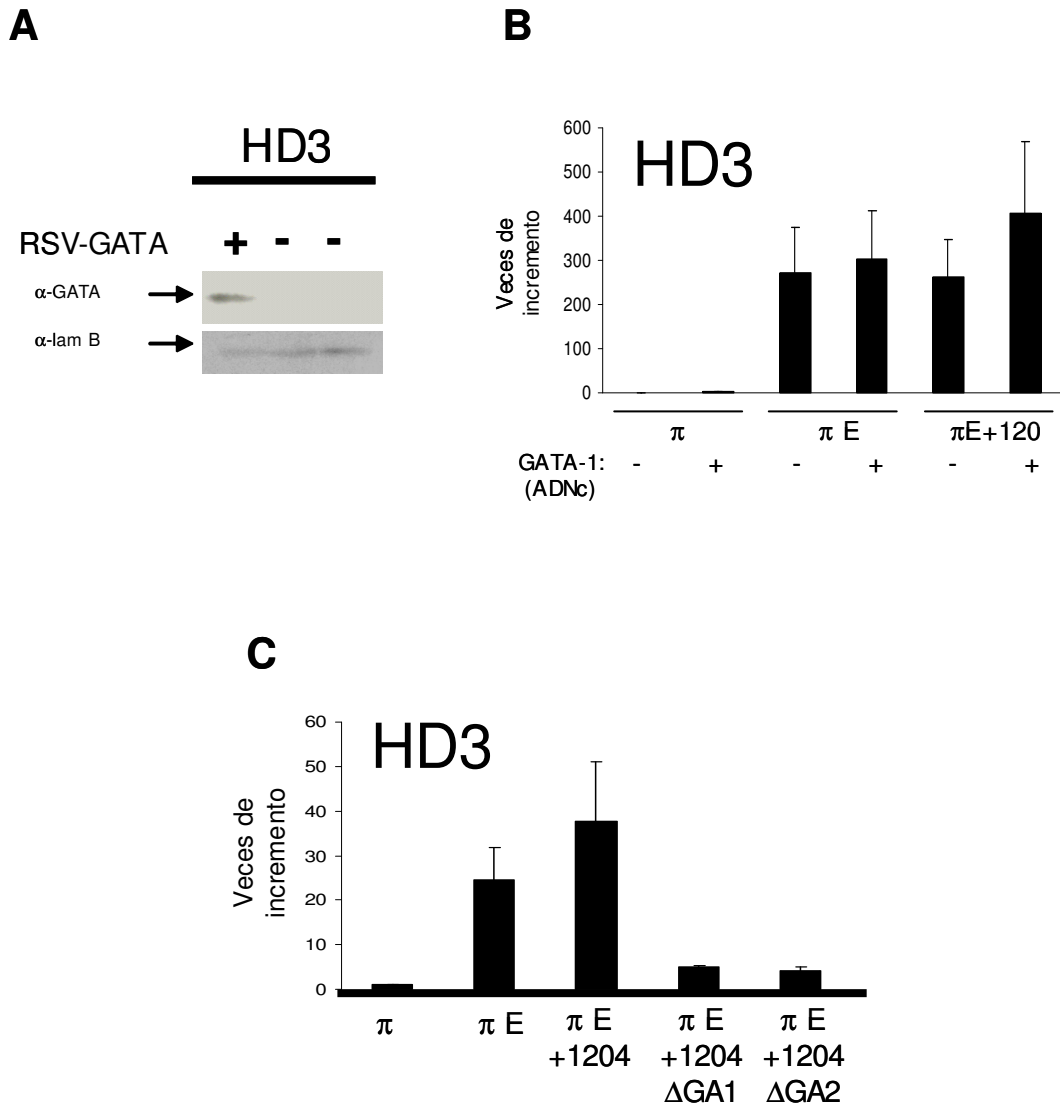 A
HD3
RSV-GATA + - -
α-GATA
α-lam B
B
HD3
Veces de
incremento
600
500
400
300
200
100
0
π π E πE+120
GATA-1: - + - + - +
(ADNc)
C
HD3
Veces de
incremento
60
50
40
30
20
10
0
π π E π E π E π E
+1204 +1204 +1204
ΔGA1 ΔGA2